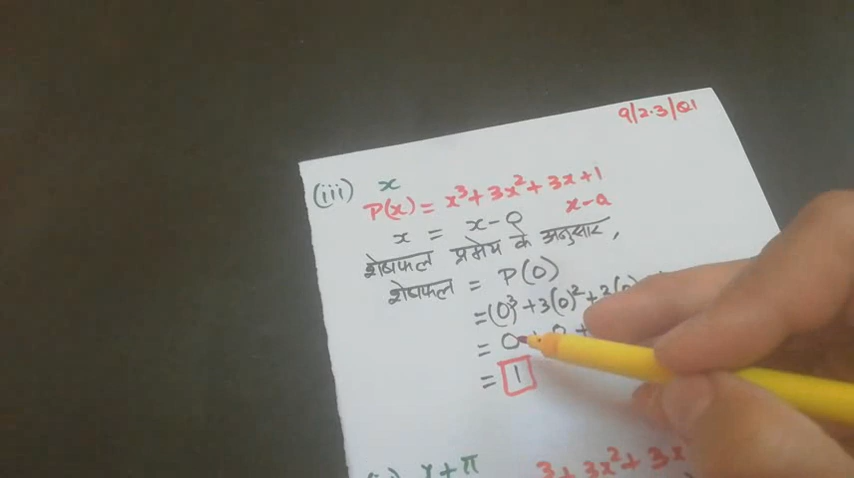 9/2.3/Q1
(iii) x
P(x) = x³ + 3x² + 3x + 1
x = x - 0 x - a
शेषफल प्रमेय के अनुसार,
शेषफल = P(0)
= (0)³ + 3(0)² + 3(0)
= 0 + 0 +
= 1
x + π 3 + 3x² + 3x